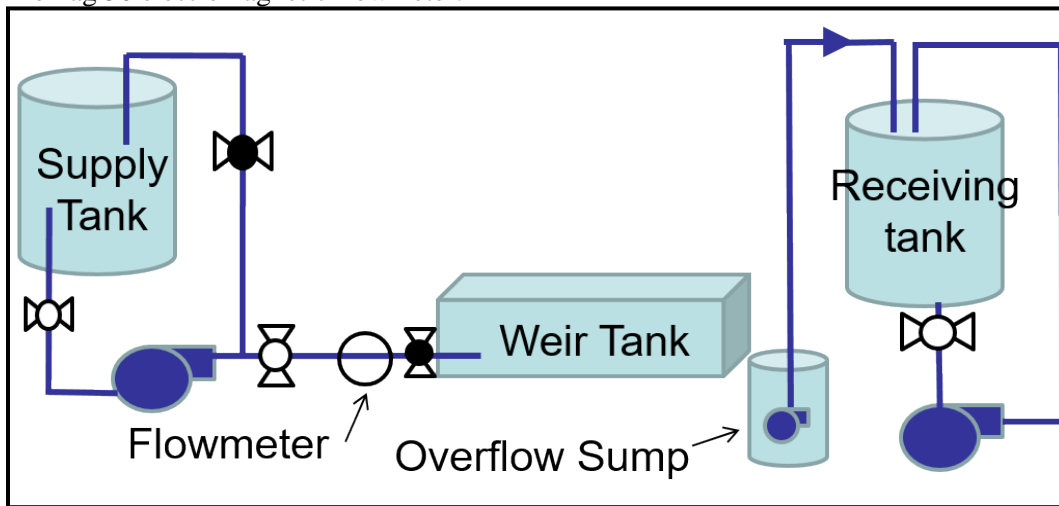 Supply
Tank
Receiving
tank
Weir Tank
Flowmeter
Overflow Sump